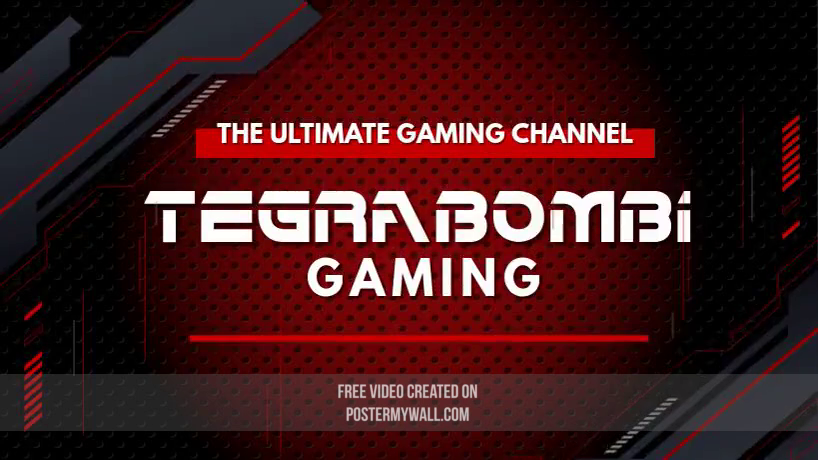 THE ULTIMATE GAMING CHANNEL
TEGRABOMBI
GAMING
FREE VIDEO CREATED ON
POSTERMYWALL.COM